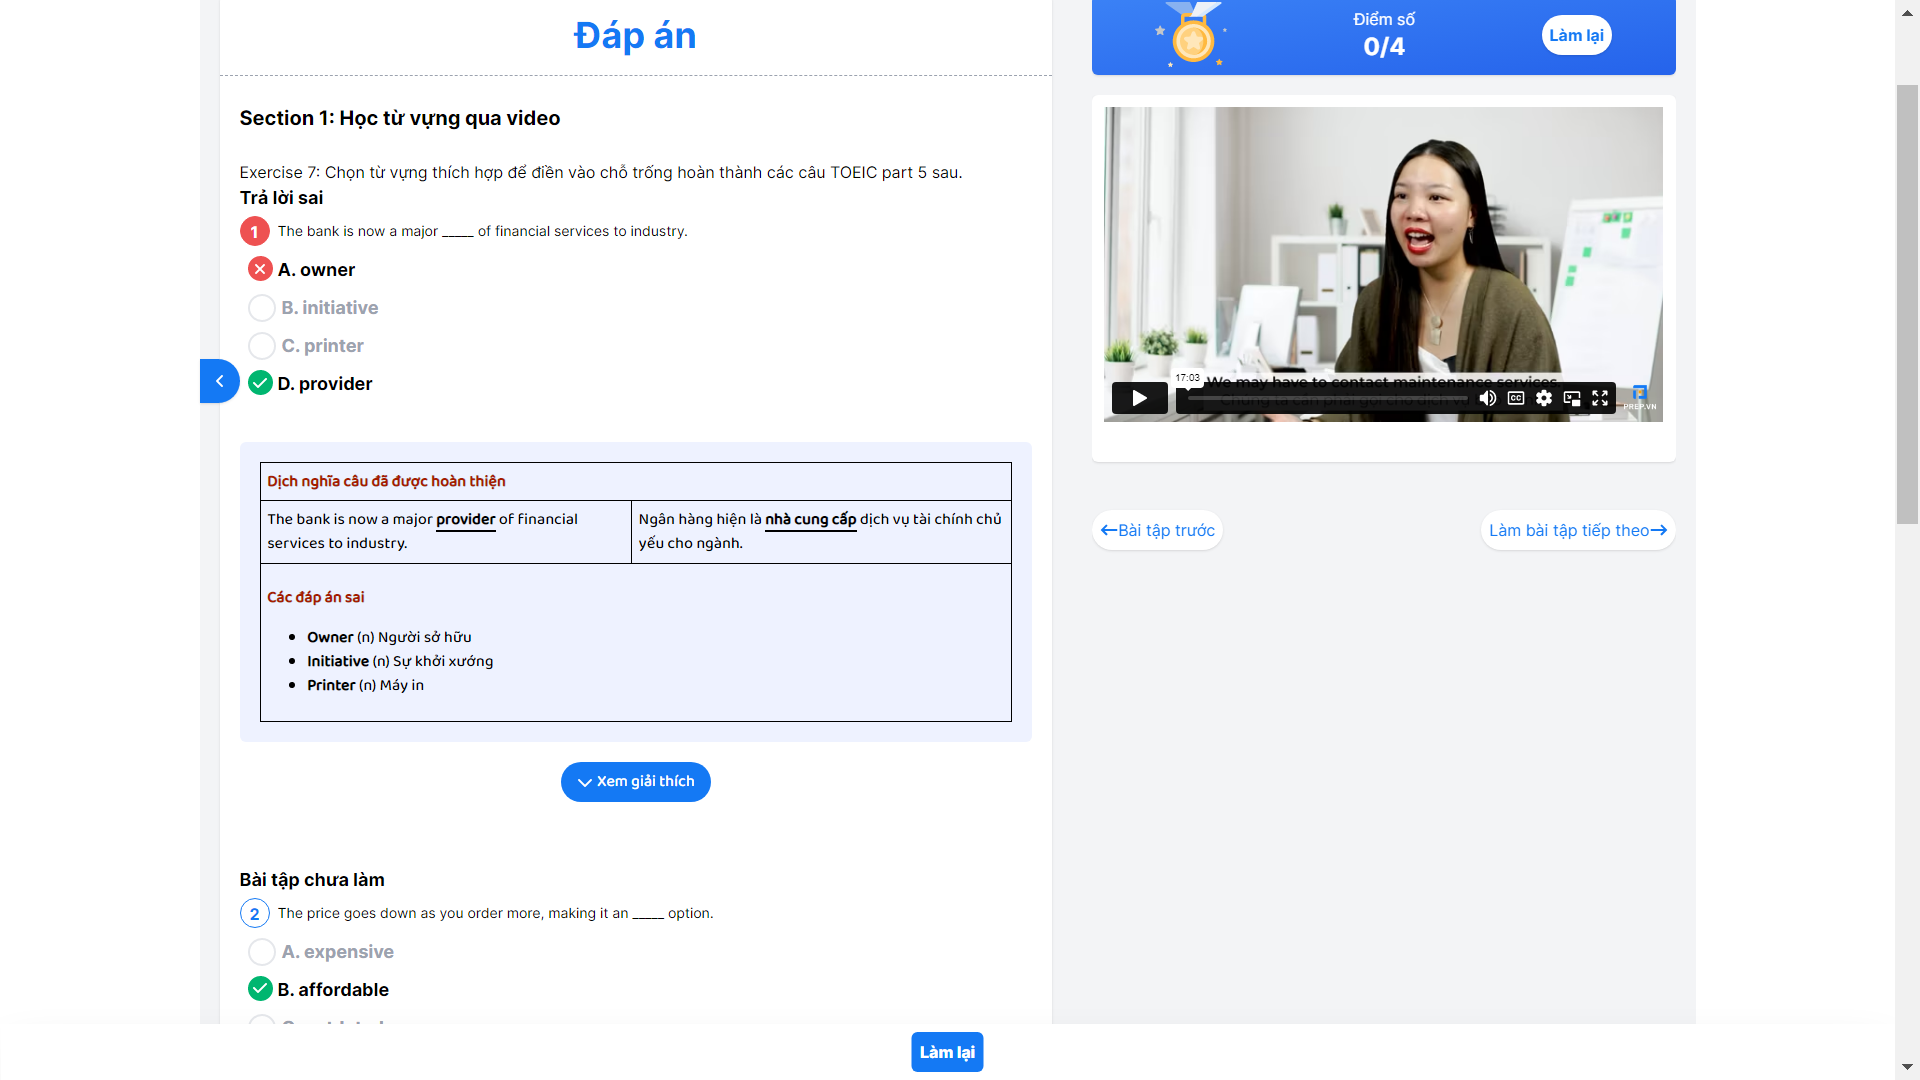 Đáp án
Section 1: Học từ vựng qua video
Exercise 7: Chọn từ vựng thích hợp để điền vào chỗ trống hoàn thành các câu TOEIC part 5 sau.
Trả lời sai
1 The bank is now a major _____ of financial services to industry.
A. owner
B. initiative
C. printer
D. provider
Dịch nghĩa câu đã được hoàn thiện
The bank is now a major provider of financial
services to industry.
Ngân hàng hiện là nhà cung cấp dịch vụ tài chính chủ
yếu cho ngành.
Các đáp án sai
Owner (n) Người sở hữu
Initiative (n) Sự khởi xướng
Printer (n) Máy in
Xem giải thích
Bài tập chưa làm
2 The price goes down as you order more, making it an _____ option.
A. expensive
B. affordable
Làm lại
Điểm số
0/4
Làm lại
17:03
We may have to contact maintenance services.
CC
PREP.VN
Bài tập trước
Làm bài tập tiếp theo